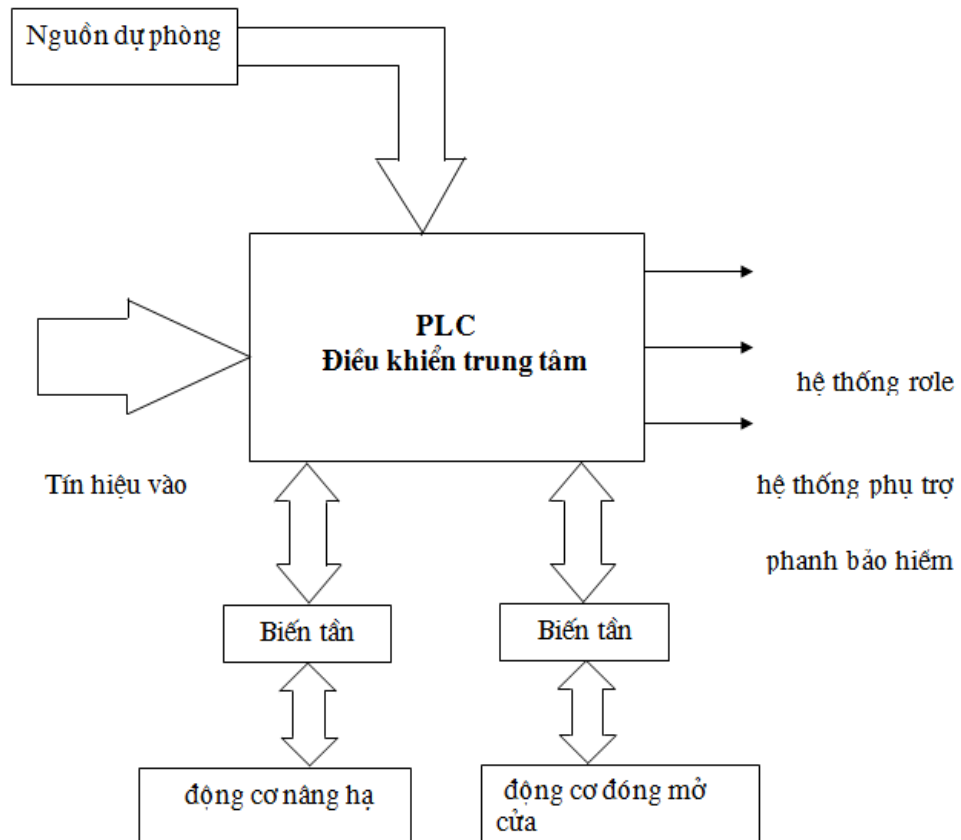 Nguồn dự phòng
PLC
Điều khiển trung tâm
hệ thống rơle
Tín hiệu vào
hệ thống phụ trợ
phanh bảo hiểm
Biến tần
Biến tần
động cơ nâng hạ
động cơ đóng mở
cửa